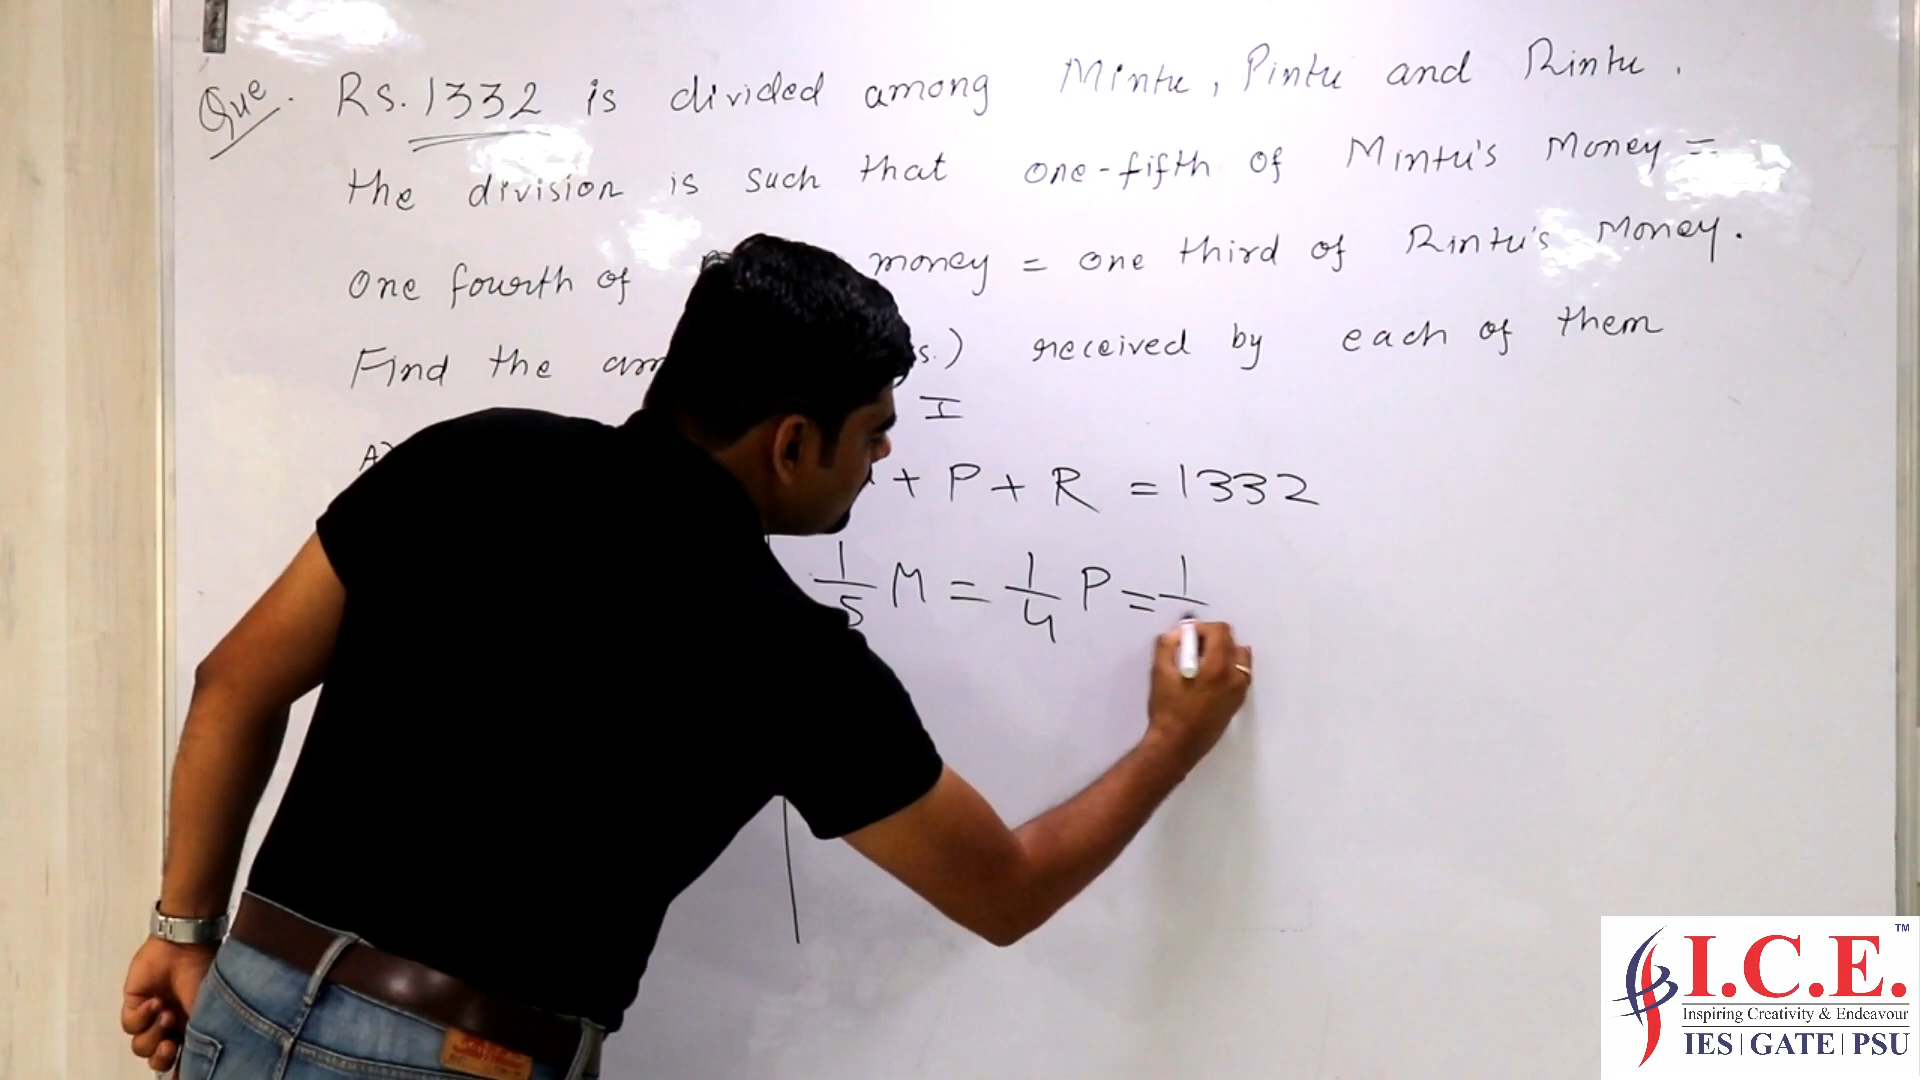 Que. Rs. 1332 is divided among Mintu, Pintu and Rintu.
the division is such that one-fifth of Mintu's Money =
One fourth of money = one third of Rintu's Money.
Find the s.) received by each of them
I
+ P + R = 1332
1/5 M = 1/4 P = 1
I.C.E.™
Inspiring Creativity & Endeavour
IES | GATE | PSU